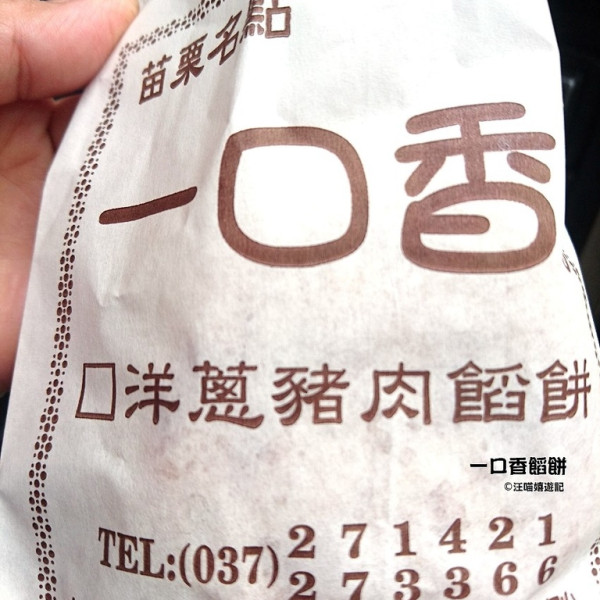 苗栗名點
一口香
□洋蔥豬肉餡餅
一口香餡餅
©汪喵嬉遊記
TEL:(037) 271421
273366